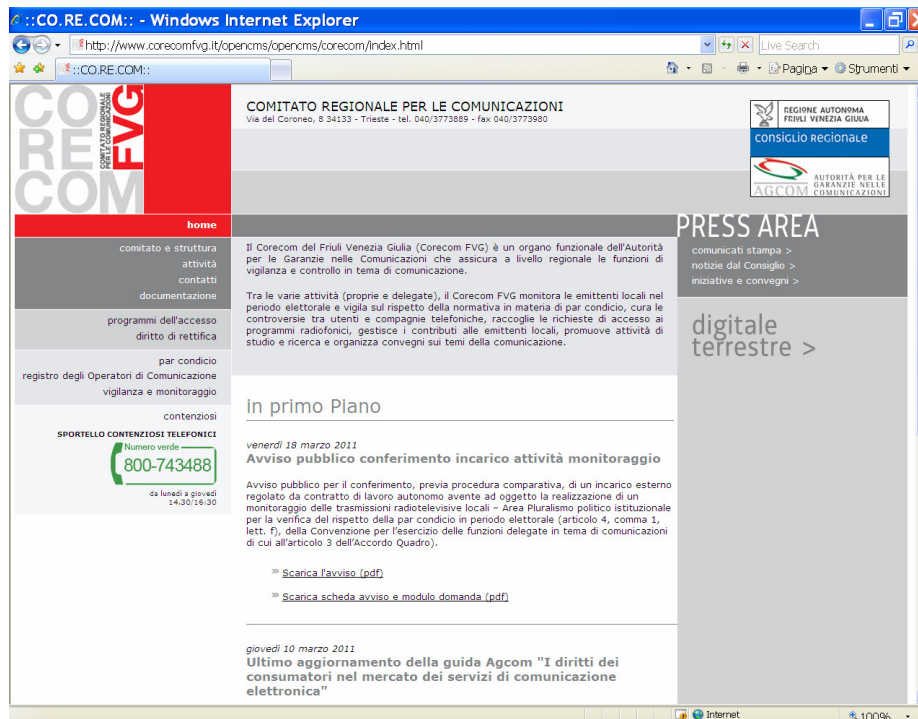 ::CO.RE.COM:: - Windows Internet Explorer
http://www.corecomfvg.it/opencms/opencms/corecom/index.html
Live Search
::CO.RE.COM::
Pagina
Strumenti
CO
RE
COM
COMITATO REGIONALE
PER LE COMUNICAZIONI
FVG
COMITATO REGIONALE PER LE COMUNICAZIONI
Via del Coroneo, 8 34133 - Trieste - tel. 040/3773889 - fax 040/3773980
REGIONE AUTONOMA
FRIULI VENEZIA GIULIA
consiglio regionale
AGCOM
AUTORITÀ PER LE
GARANZIE NELLE
COMUNICAZIONI
home
comitato e struttura
attività
contatti
documentazione
programmi dell'accesso
diritto di rettifica
par condicio
registro degli Operatori di Comunicazione
vigilanza e monitoraggio
contenziosi
SPORTELLO CONTENZIOSI TELEFONICI
Numero verde
800-743488
da lunedì a giovedì
14.30/16:30
Il Corecom del Friuli Venezia Giulia (Corecom FVG) è un organo funzionale dell'Autorità
per le Garanzie nelle Comunicazioni che assicura a livello regionale le funzioni di
vigilanza e controllo in tema di comunicazione.
Tra le varie attività (proprie e delegate), il Corecom FVG monitora le emittenti locali nel
periodo elettorale e vigila sul rispetto della normativa in materia di par condicio, cura le
controversie tra utenti e compagnie telefoniche, raccoglie le richieste di accesso ai
programmi radiofonici, gestisce i contributi alle emittenti locali, promuove attività di
studio e ricerca e organizza convegni sui temi della comunicazione.
in primo Piano
venerdì 18 marzo 2011
Avviso pubblico conferimento incarico attività monitoraggio
Avviso pubblico per il conferimento, previa procedura comparativa, di un incarico esterno
regolato da contratto di lavoro autonomo avente ad oggetto la realizzazione di un
monitoraggio delle trasmissioni radiotelevisive locali – Area Pluralismo politico istituzionale
per la verifica del rispetto della par condicio in periodo elettorale (articolo 4, comma 1,
lett. f), della Convenzione per l'esercizio delle funzioni delegate in tema di comunicazioni
di cui all'articolo 3 dell'Accordo Quadro).
Scarica l'avviso (pdf)
Scarica scheda avviso e modulo domanda (pdf)
giovedì 10 marzo 2011
Ultimo aggiornamento della guida Agcom "I diritti dei
consumatori nel mercato dei servizi di comunicazione
elettronica"
PRESS AREA
comunicati stampa >
notizie dal Consiglio >
iniziative e convegni >
digitale
terrestre >
Internet
100%